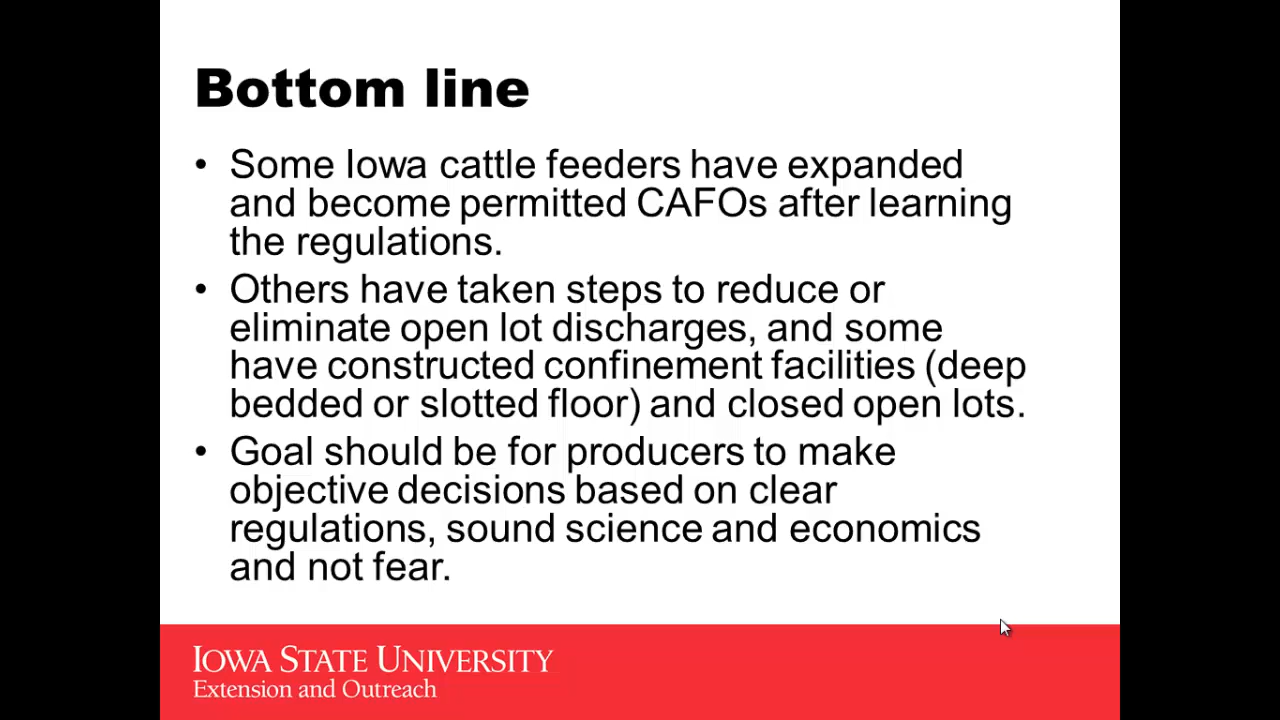 Bottom line
• Some Iowa cattle feeders have expanded
and become permitted CAFOs after learning
the regulations.
• Others have taken steps to reduce or
eliminate open lot discharges, and some
have constructed confinement facilities (deep
bedded or slotted floor) and closed open lots.
• Goal should be for producers to make
objective decisions based on clear
regulations, sound science and economics
and not fear.
IOWA STATE UNIVERSITY
Extension and Outreach